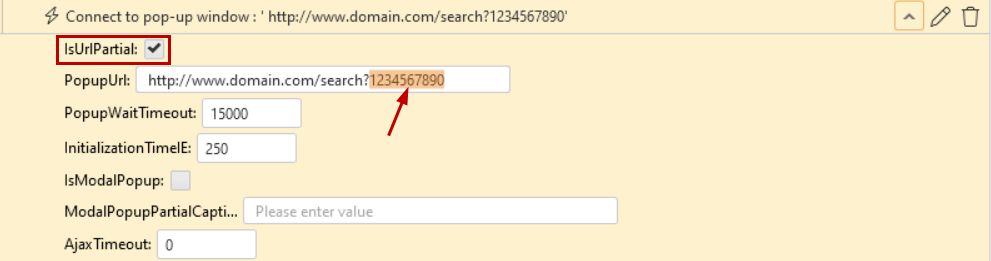 Connect to pop-up window : ' http://www.domain.com/search?1234567890'
IsUrlPartial:
PopupUrl: http://www.domain.com/search?1234567890
PopupWaitTimeout: 15000
InitializationTimeIE: 250
IsModalPopup:
ModalPopupPartialCapti... Please enter value
AjaxTimeout: 0